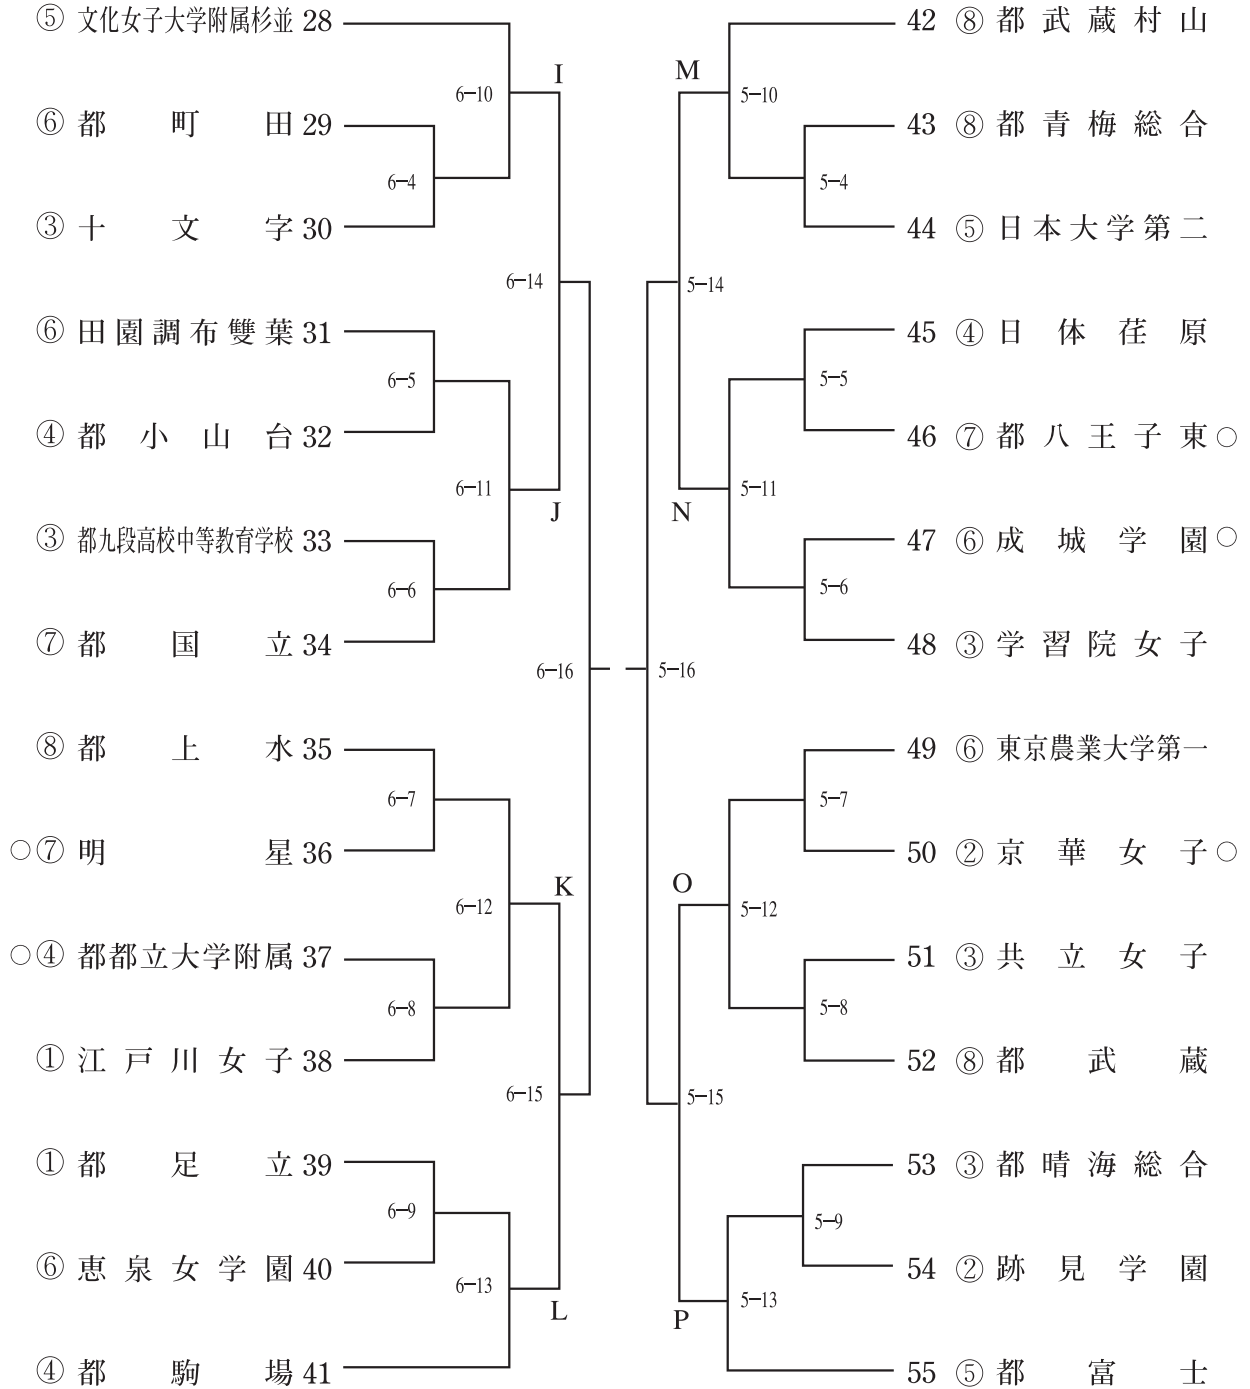 ⑤ 文化女子大学附属杉並 28
⑥ 都町田 29
③ 十文字 30
⑥ 田園調布雙葉 31
④ 都小山台 32
③ 都九段高校中等教育学校 33
⑦ 都国立 34
⑧ 都上水 35
○⑦ 明星 36
○④ 都都立大学附属 37
① 江戸川女子 38
① 都足立 39
⑥ 恵泉女学園 40
④ 都駒場 41
6-10
6-4
6-14
6-5
6-11
6-6
6-16
6-7
6-12
6-8
6-15
6-9
6-13
I
J
K
L
M
N
O
P
5-10
5-4
5-14
5-5
5-11
5-6
5-16
5-7
5-12
5-8
5-15
5-9
5-13
42 ⑧ 都武蔵村山
43 ⑧ 都青梅総合
44 ⑤ 日本大学第二
45 ④ 日体荏原
46 ⑦ 都八王子東○
47 ⑥ 成城学園○
48 ③ 学習院女子
49 ⑥ 東京農業大学第一
50 ② 京華女子○
51 ③ 共立女子
52 ⑧ 都武蔵
53 ③ 都晴海総合
54 ② 跡見学園
55 ⑤ 都富士